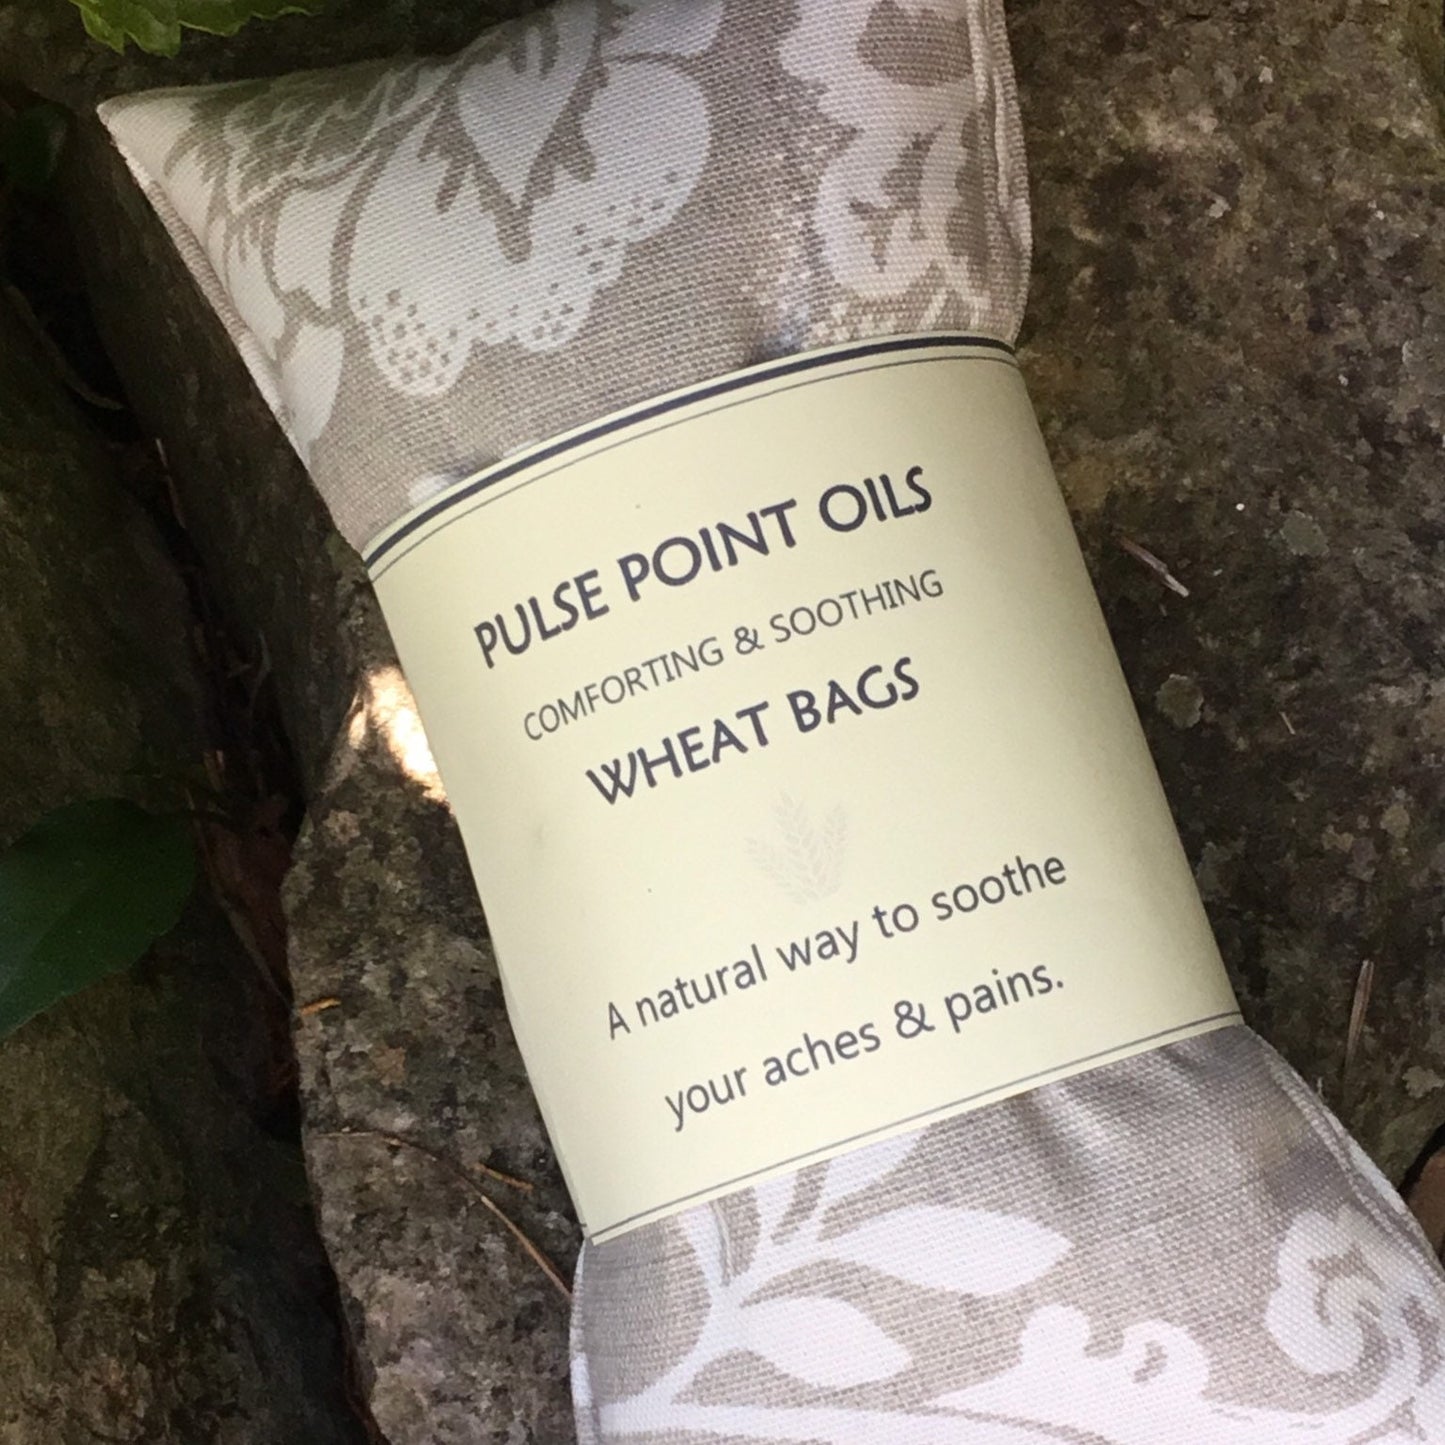 PULSE POINT OILS
COMFORTING & SOOTHING
WHEAT BAGS
A natural way to soothe
your aches & pains.